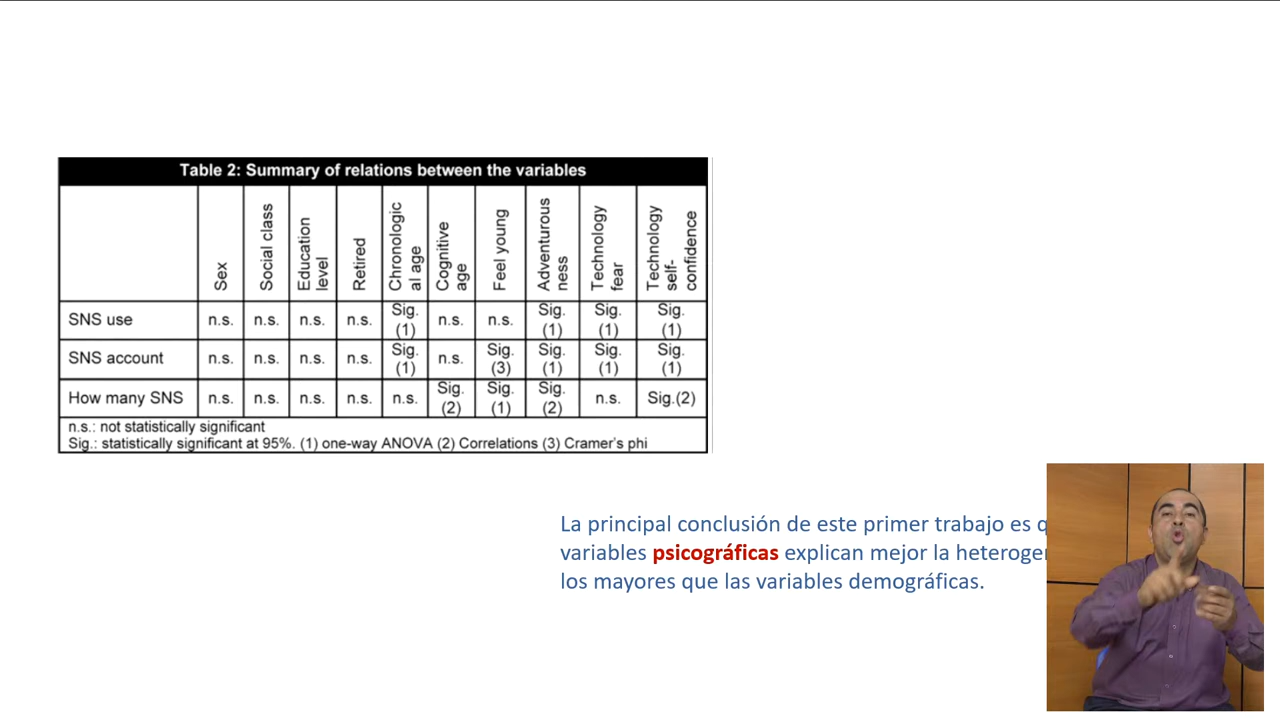 Table 2: Summary of relations between the variables
Sex Social class Education level Retired Chronologic al age Cognitive age Feel young Adventurous ness Technology fear Technology self- confidence
SNS use n.s. n.s. n.s. n.s. Sig. (1) n.s. n.s. Sig. (1) Sig. (1) Sig. (1)
SNS account n.s. n.s. n.s. n.s. Sig. (1) n.s. Sig. (3) Sig. (1) Sig. (1) Sig. (1)
How many SNS n.s. n.s. n.s. n.s. n.s. Sig. (2) Sig. (1) Sig. (2) n.s. Sig.(2)
n.s.: not statistically significant
Sig.: statistically significant at 95%. (1) one-way ANOVA (2) Correlations (3) Cramer's phi
La principal conclusión de este primer trabajo es
variables psicográficas explican mejor la
los mayores que las variables demográficas.